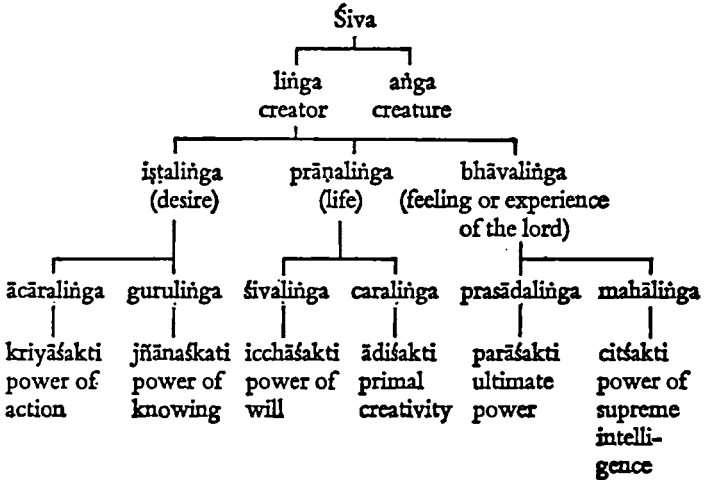 Śiva
liṅga aṅga
creator creature
iṣṭaliṅga prāṇaliṅga bhāvaliṅga
(desire) (life) (feeling or experience
of the lord)
ācāraliṅga guruliṅga śivaliṅga caraliṅga prasādaliṅga mahāliṅga
kriyāśakti jñānaśkati icchāśakti ādiśakti parāśakti citśakti
power of power of power of primal ultimate power of
action knowing will creativity power supreme
intelli-
gence